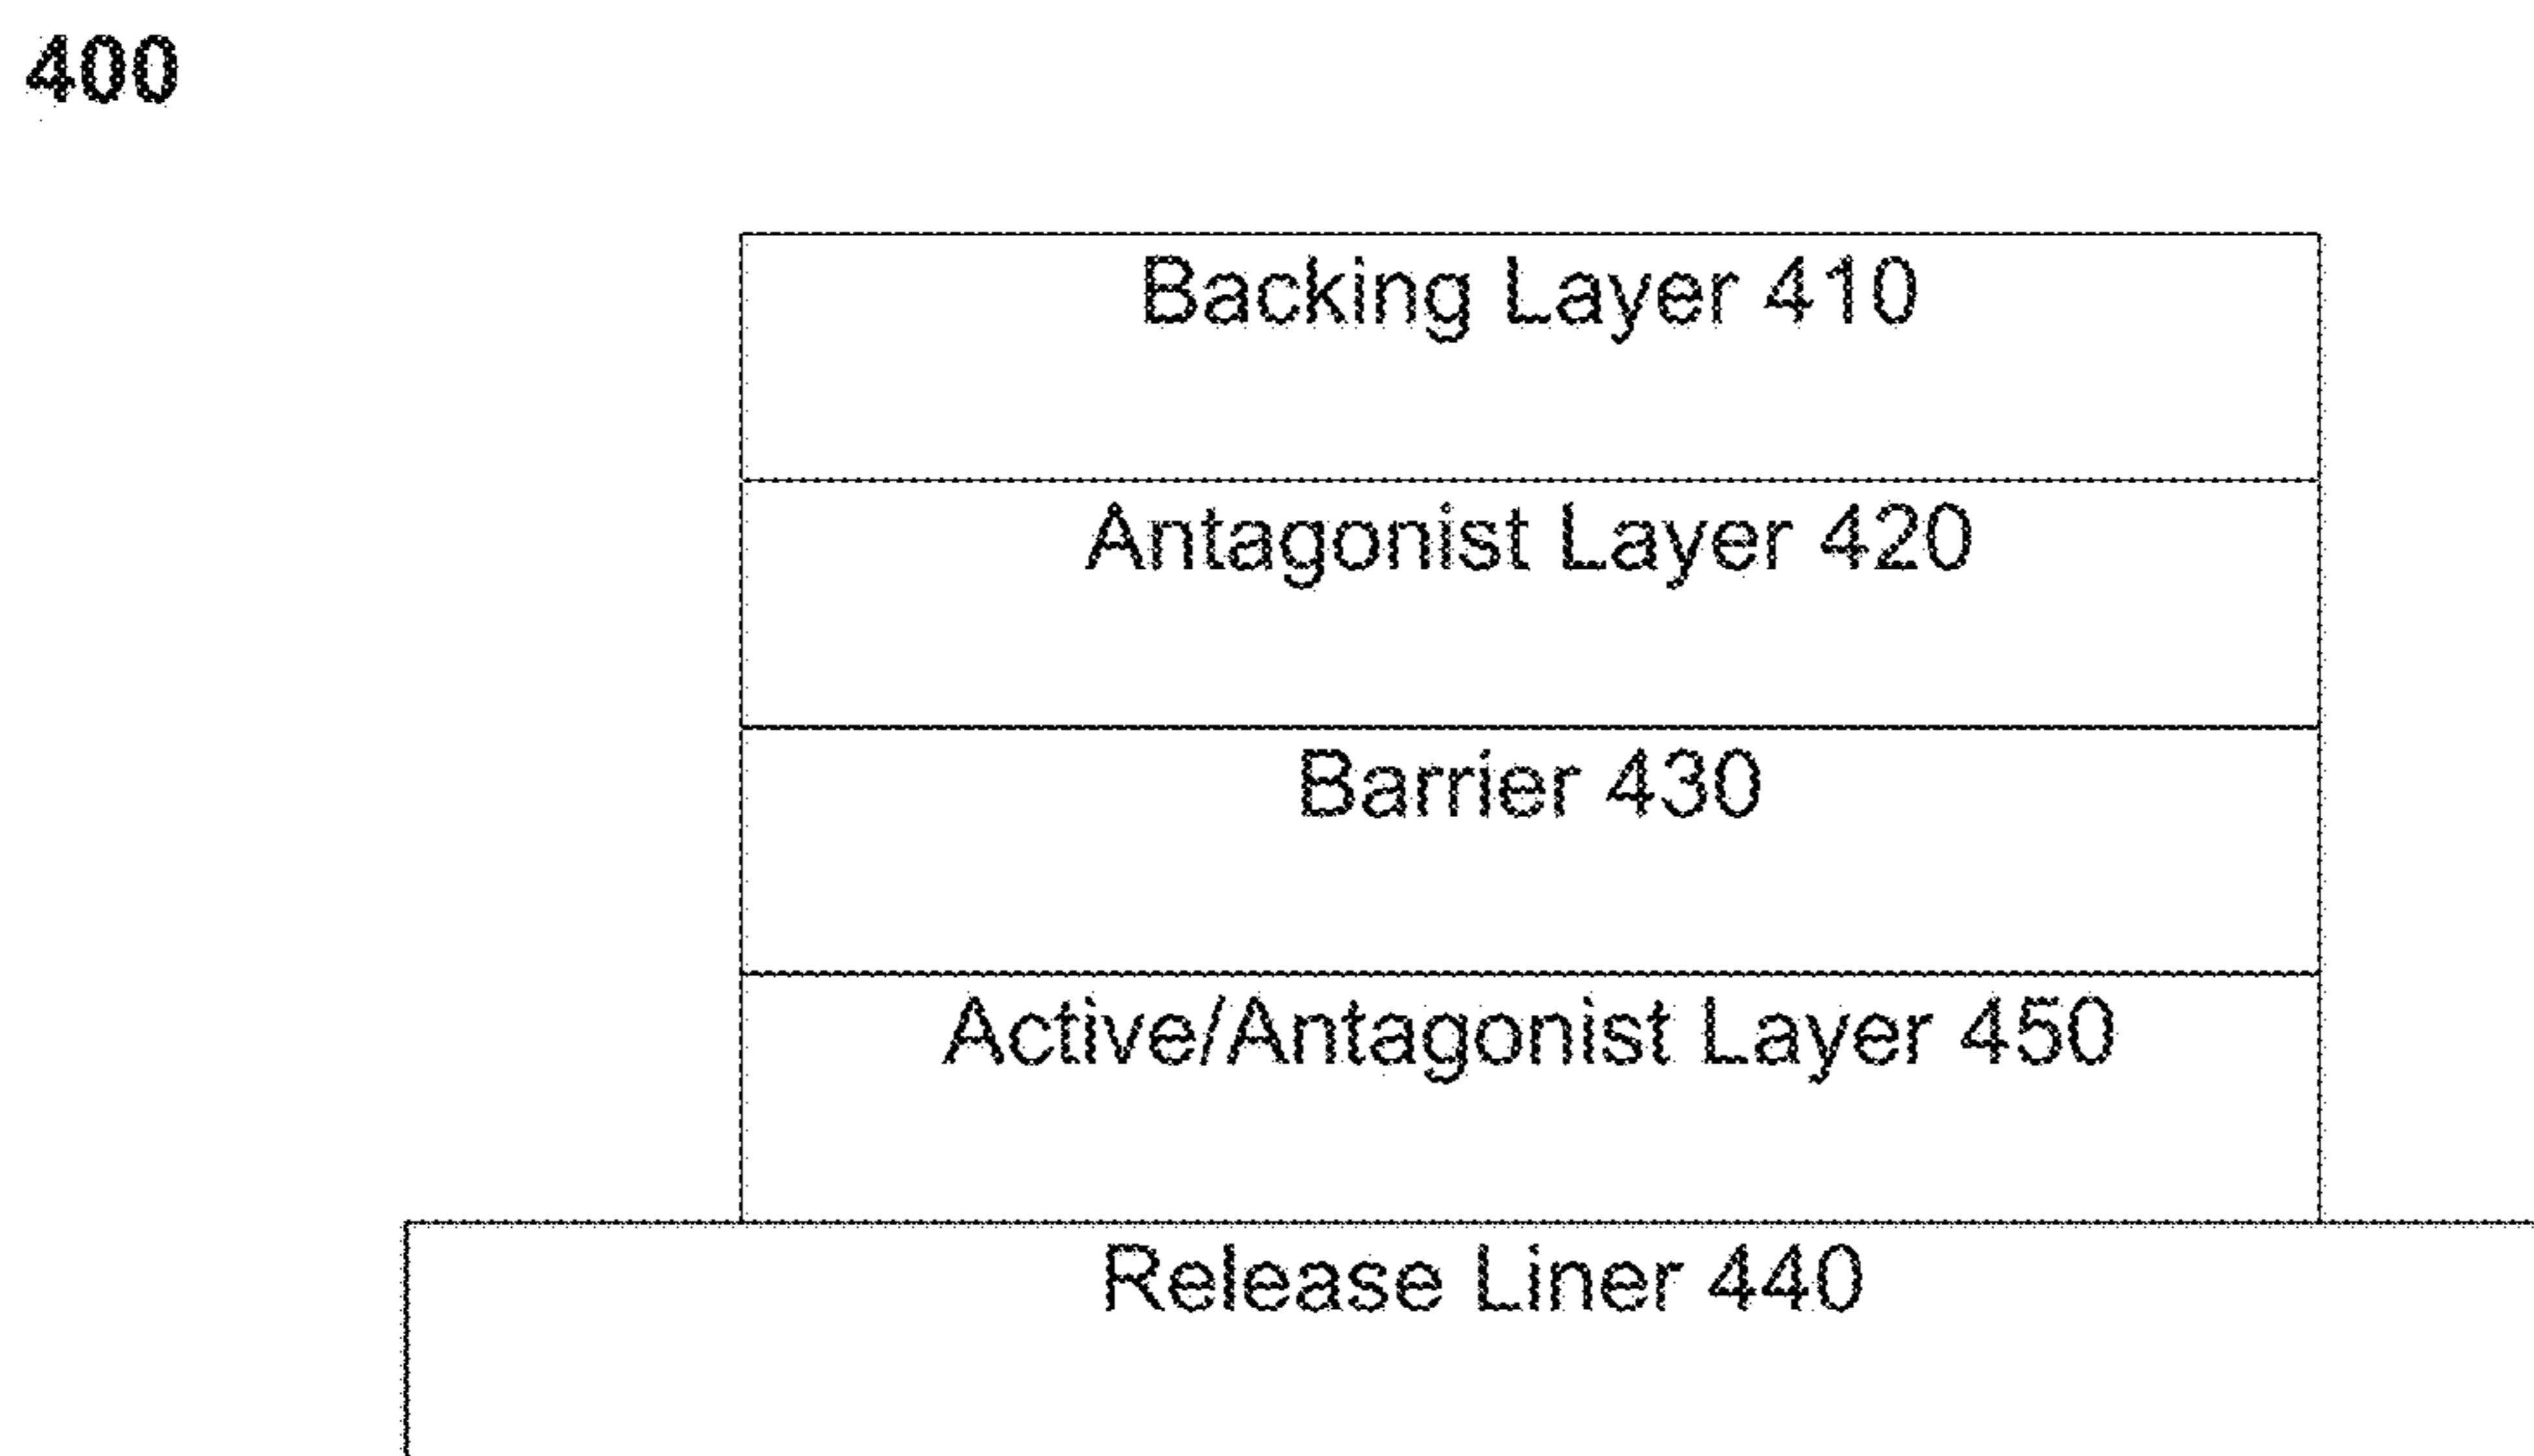 400
Backing Layer 410
Antagonist Layer 420
Barrier 430
Active/Antagonist Layer 450
Release Liner 440